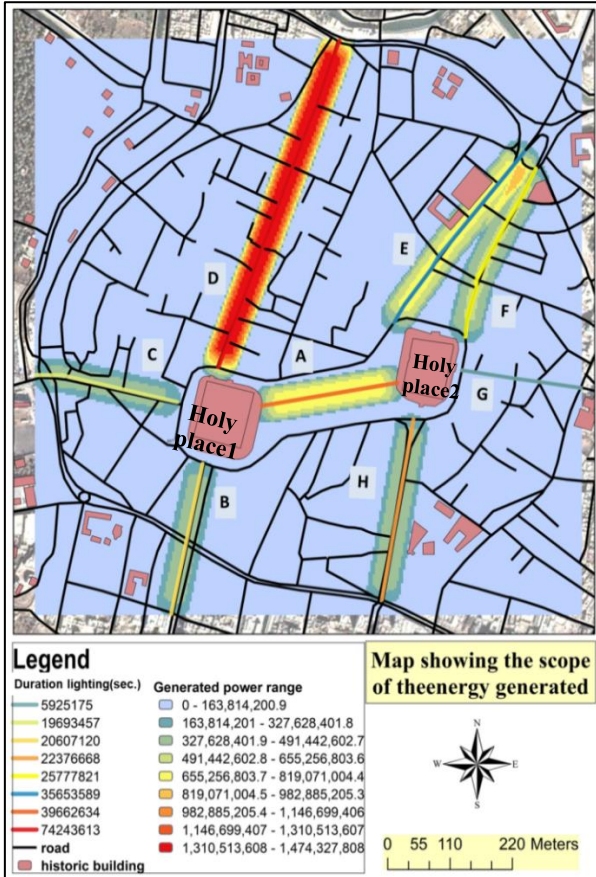 E
D
F
A
C
Holy
place2
G
Holy
place1
H
B
Legend
Duration lighting(sec.)
5925175
19693457
20607120
22376668
25777821
35653589
39662634
74243613
road
historic building
Generated power range
0 - 163,814,200.9
163,814,201 - 327,628,401.8
327,628,401.9 - 491,442,602.7
491,442,602.8 - 655,256,803.6
655,256,803.7 - 819,071,004.4
819,071,004.5 - 982,885,205.3
982,885,205.4 - 1,146,699,406
1,146,699,407 - 1,310,513,607
1,310,513,608 - 1,474,327,808
Map showing the scope
of theenergy generated
N
W E
S
0 55 110 220 Meters